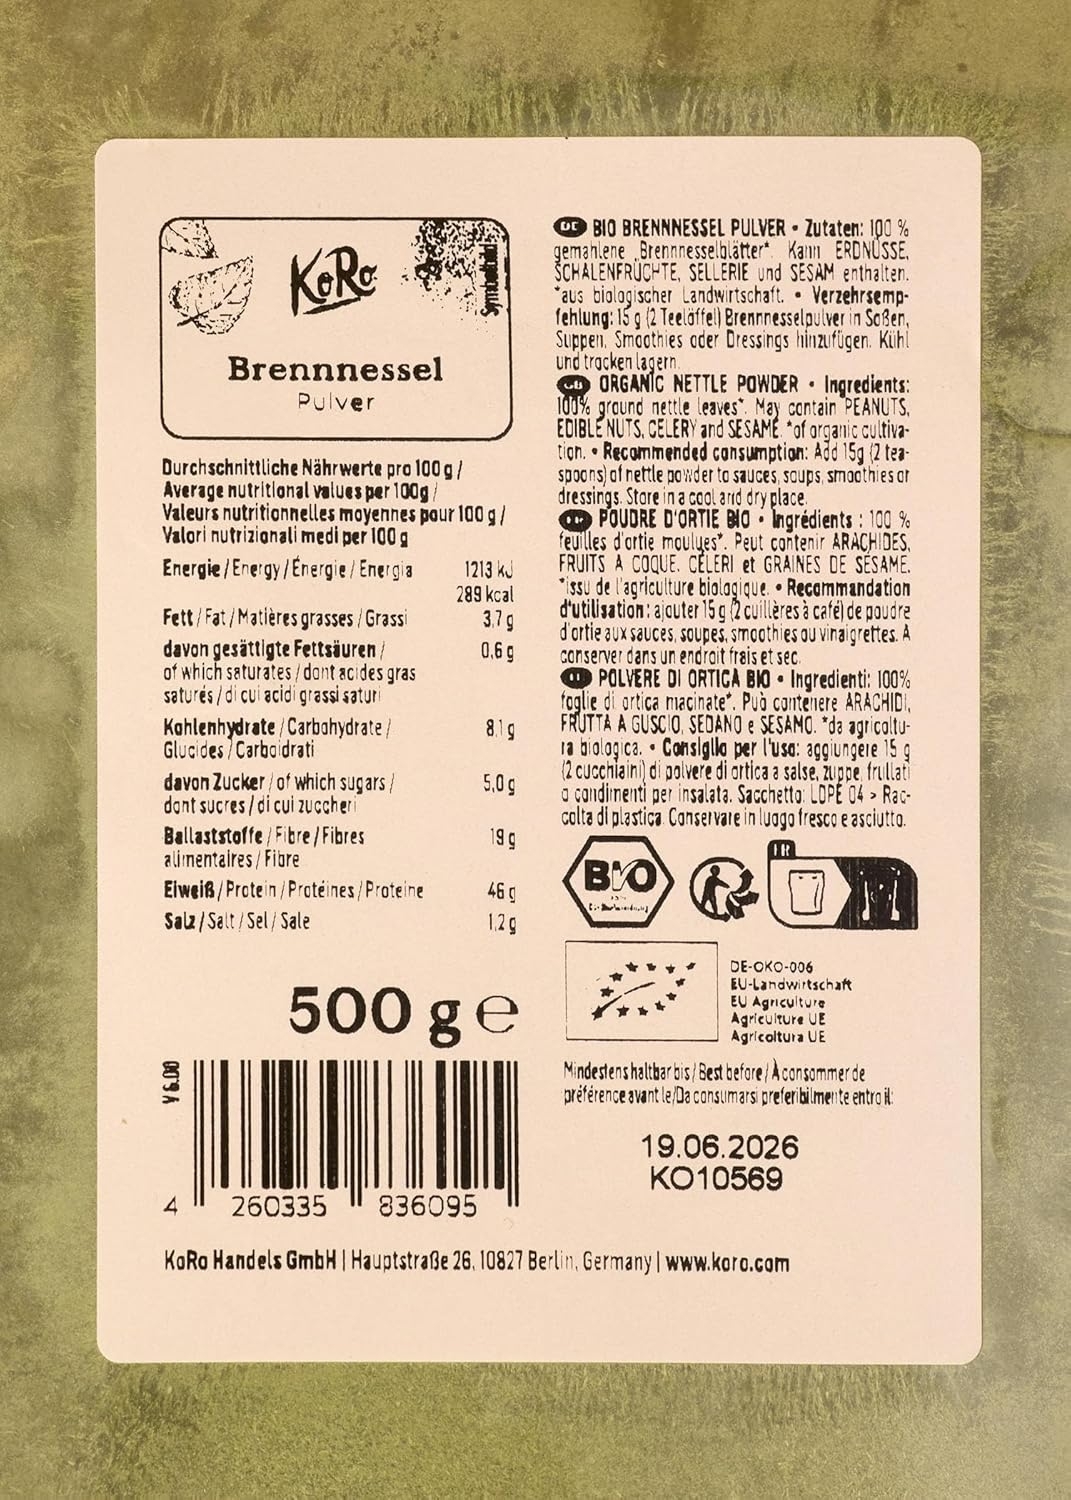 KoRo
Symbolbild
Brennnessel
Pulver
Durchschnittliche Nährwerte pro 100 g /
Average nutritional values per 100g /
Valeurs nutritionnelles moyennes pour 100 g /
Valori nutrizionali medi per 100 g
Energie / Energy / Énergie / Energia 1213 kJ
289 kcal
Fett / Fat / Matières grasses / Grassi 3,7 g
davon gesättigte Fettsäuren / 0,6 g
of which saturates / dont acides gras
saturés / di cui acidi grassi saturi
Kohlenhydrate / Carbohydrate / 8,1 g
Glucides / Carboidrati
davon Zucker / of which sugars / 5,0 g
dont sucres / di cui zuccheri
Ballaststoffe / Fibre / Fibres 19 g
alimentaires / Fibre
Eiweiß / Protein / Protéines / Proteine 46 g
Salz / Salt / Sel / Sale 1,2 g
500 g e
V 6.00
4 260335 836095
KoRo Handels GmbH | Hauptstraße 26, 10827 Berlin, Germany | www.koro.com
DE BIO BRENNNESSEL PULVER • Zutaten: 100 %
gemahlene Brennnesselblätter*. Kann ERDNÜSSE,
SCHALENFRÜCHTE, SELLERIE und SESAM enthalten.
*aus biologischer Landwirtschaft. • Verzehrsemp-
fehlung: 15 g (2 Teelöffel) Brennnesselpulver in Soßen,
Suppen, Smoothies oder Dressings hinzufügen. Kühl
und trocken lagern.
GB ORGANIC NETTLE POWDER • Ingredients:
100% ground nettle leaves*. May contain PEANUTS,
EDIBLE NUTS, CELERY and SESAME. *of organic cultiva-
tion. • Recommended consumption: Add 15g (2 tea-
spoons) of nettle powder to sauces, soups, smoothies or
dressings. Store in a cool and dry place.
FR POUDRE D'ORTIE BIO • Ingrédients : 100 %
feuilles d'ortie moulues*. Peut contenir ARACHIDES,
FRUITS À COQUE, CÉLERI et GRAINES DE SÉSAME.
*issu de l'agriculture biologique. • Recommandation
d'utilisation : ajouter 15 g (2 cuillères à café) de poudre
d'ortie aux sauces, soupes, smoothies ou vinaigrettes. À
conserver dans un endroit frais et sec.
IT POLVERE DI ORTICA BIO • Ingredienti: 100%
foglie di ortica macinate*. Può contenere ARACHIDI,
FRUTTA A GUSCIO, SEDANO e SESAMO. *da agricoltu-
ra biologica. • Consiglio per l'uso: aggiungere 15 g
(2 cucchiaini) di polvere di ortica a salse, zuppe, frullati
o condimenti per insalata. Sacchetto: LDPE 04 > Rac-
colta di plastica. Conservare in luogo fresco e asciutto.
BIO
FR
DE-ÖKO-006
EU-Landwirtschaft
EU Agriculture
Agriculture UE
Agricoltura UE
Mindestens haltbar bis / Best before / À consommer de
préférence avant le/Da consumarsi preferibilmente entro il:
19.06.2026
KO10569